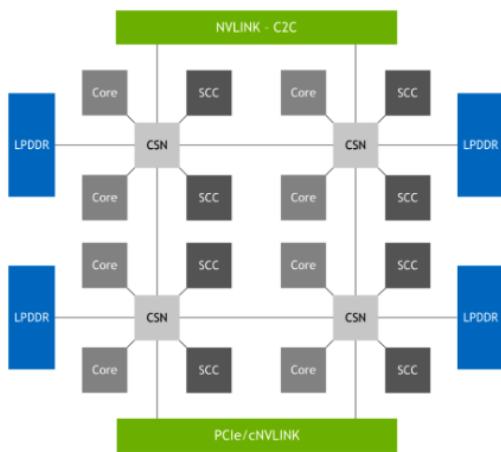 NVLINK - C2C
Core
SCC
Core
SCC
LPDDR
CSN
CSN
LPDDR
Core
SCC
Core
SCC
Core
SCC
Core
SCC
LPDDR
CSN
CSN
LPDDR
Core
SCC
Core
SCC
PCIe/cNVLINK